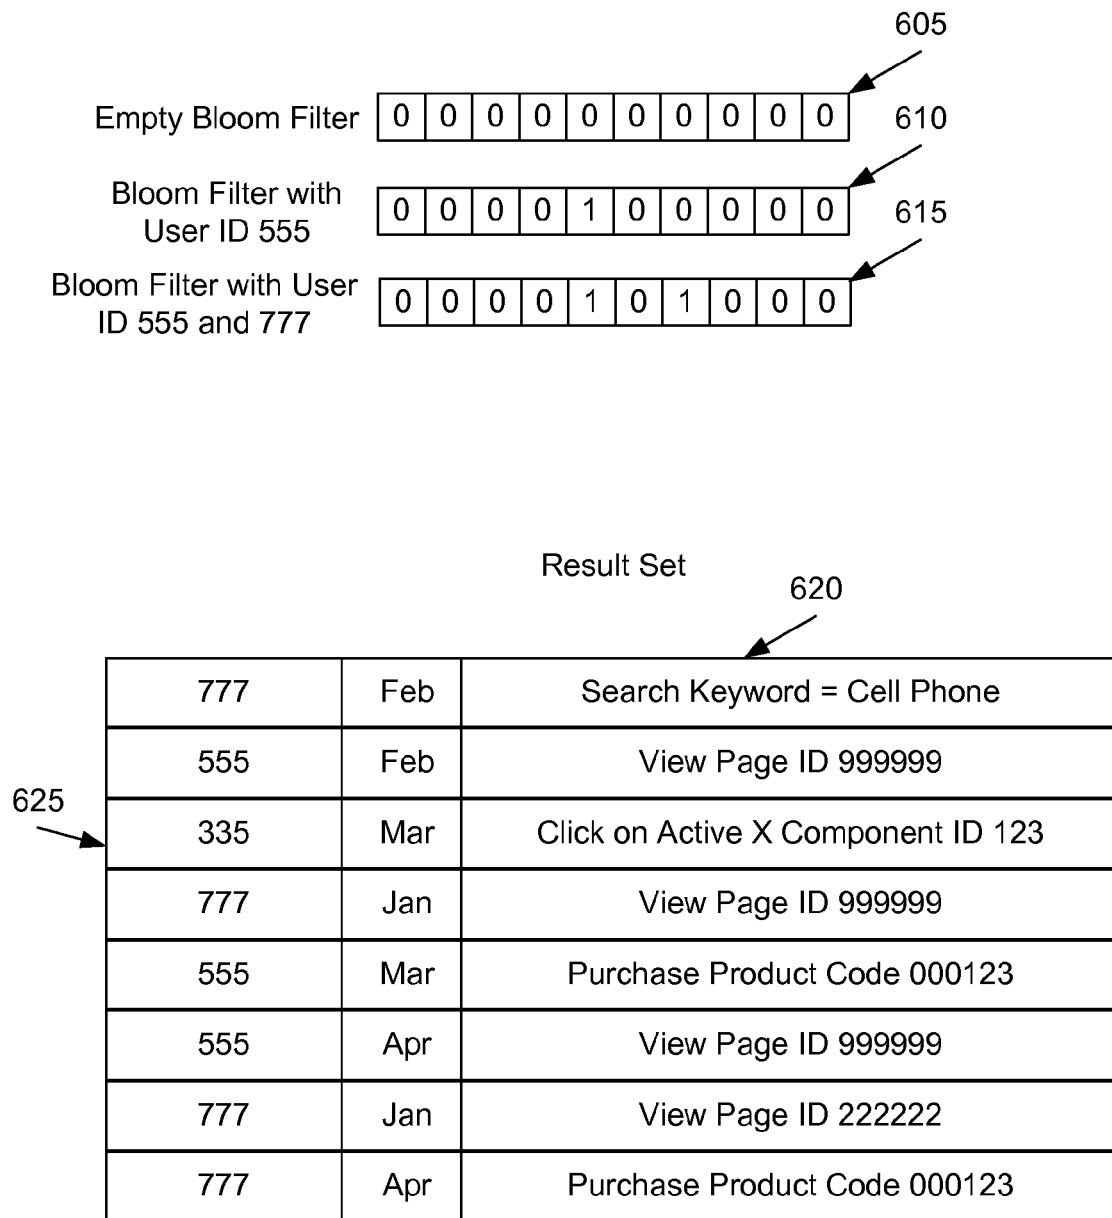 605
Empty Bloom Filter 0 0 0 0 0 0 0 0 0 0
610
Bloom Filter with
User ID 555
0 0 0 0 1 0 0 0 0 0
615
Bloom Filter with User
ID 555 and 777
0 0 0 0 1 0 1 0 0 0
Result Set
620
777 Feb Search Keyword = Cell Phone
555 Feb View Page ID 999999
625
335 Mar Click on Active X Component ID 123
777 Jan View Page ID 999999
555 Mar Purchase Product Code 000123
555 Apr View Page ID 999999
777 Jan View Page ID 222222
777 Apr Purchase Product Code 000123